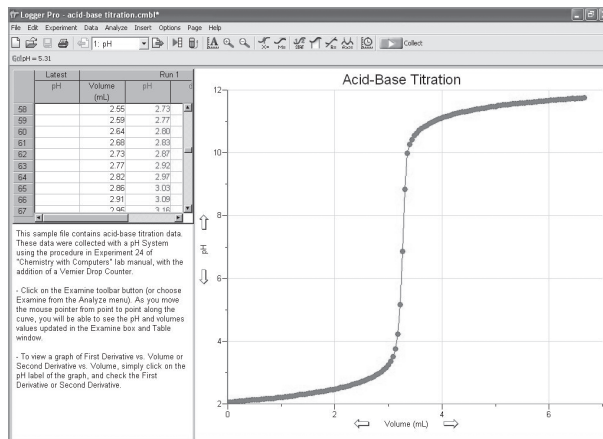 Logger Pro - acid-base titration.cmbl*
File Edit Experiment Data Analyze Insert Options Page Help
1: pH
Collect
pH = 5.31
Latest Run 1
pH Volume pH d
(mL)
58 2.55 2.73
59 2.59 2.77
60 2.64 2.80
61 2.68 2.83
62 2.73 2.87
63 2.77 2.92
64 2.82 2.97
65 2.86 3.03
66 2.91 3.09
67 2.95 3.16
This sample file contains acid-base titration data.
These data were collected with a pH System
using the procedure in Experiment 24 of
"Chemistry with Computers" lab manual, with the
addition of a Vernier Drop Counter.
- Click on the Examine toolbar button (or choose
Examine from the Analyze menu). As you move
the mouse pointer from point to point along the
curve, you will be able to see the pH and volumes
values updated in the Examine box and Table
window.
- To view a graph of First Derivative vs. Volume or
Second Derivative vs. Volume, simply click on the
pH label of the graph, and check the First
Derivative or Second Derivative.
Acid-Base Titration
12
10
8
pH
6
4
2
0 2 4 6
Volume (mL)